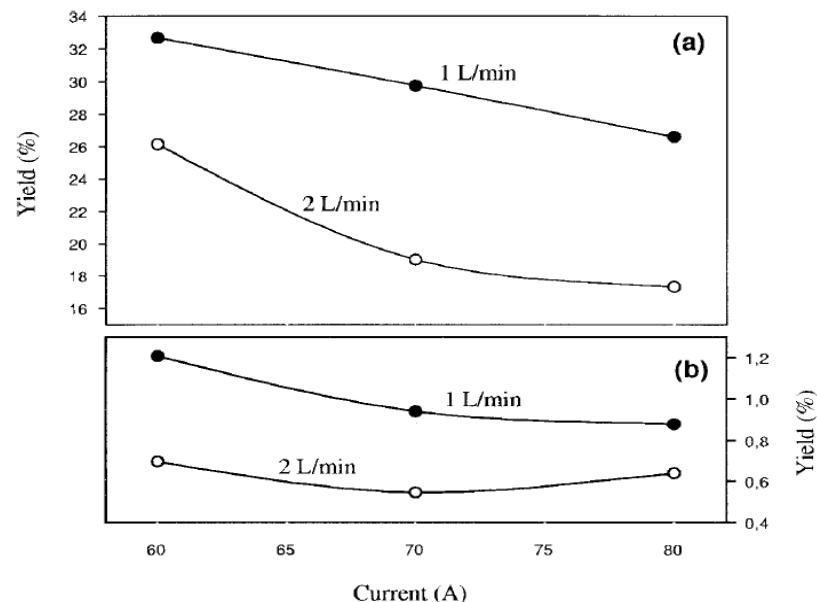 34
32
30
28
26
24
22
20
18
16
Yield (%)
(a)
1 L/min
2 L/min
(b)
1 L/min
2 L/min
1,2
1,0
0,8
0,6
0,4
Yield (%)
60 65 70 75 80
Current (A)